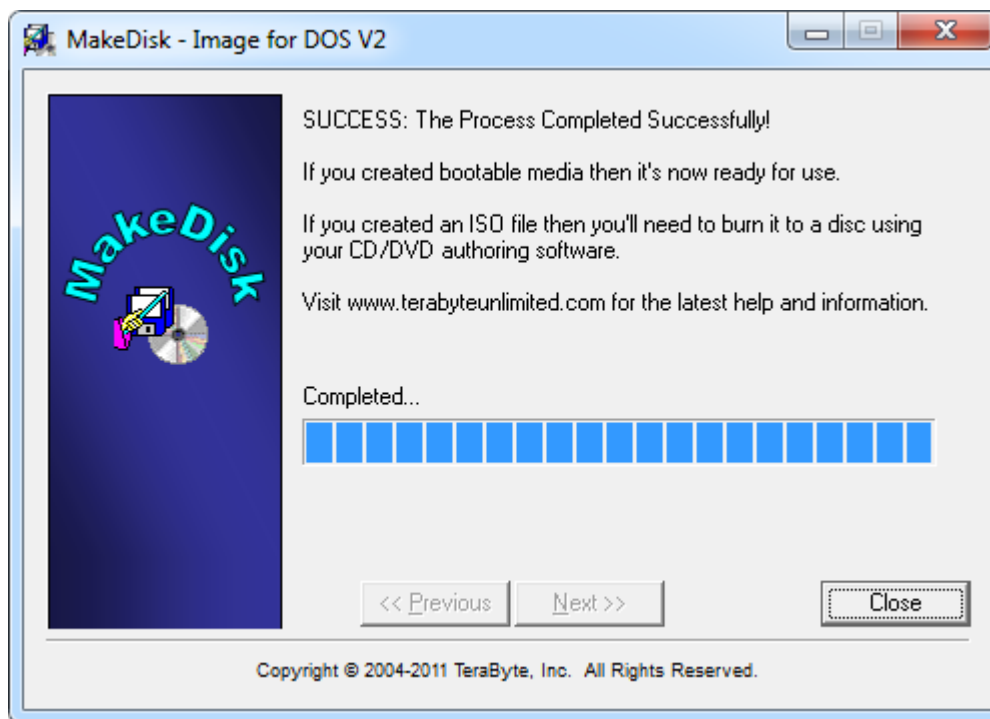 MakeDisk - Image for DOS V2
MakeDisk
SUCCESS: The Process Completed Successfully!
If you created bootable media then it's now ready for use.
If you created an ISO file then you'll need to burn it to a disc using
your CD/DVD authoring software.
Visit www.terabyteunlimited.com for the latest help and information.
Completed...
<< Previous
Next >>
Close
Copyright © 2004-2011 TeraByte, Inc. All Rights Reserved.